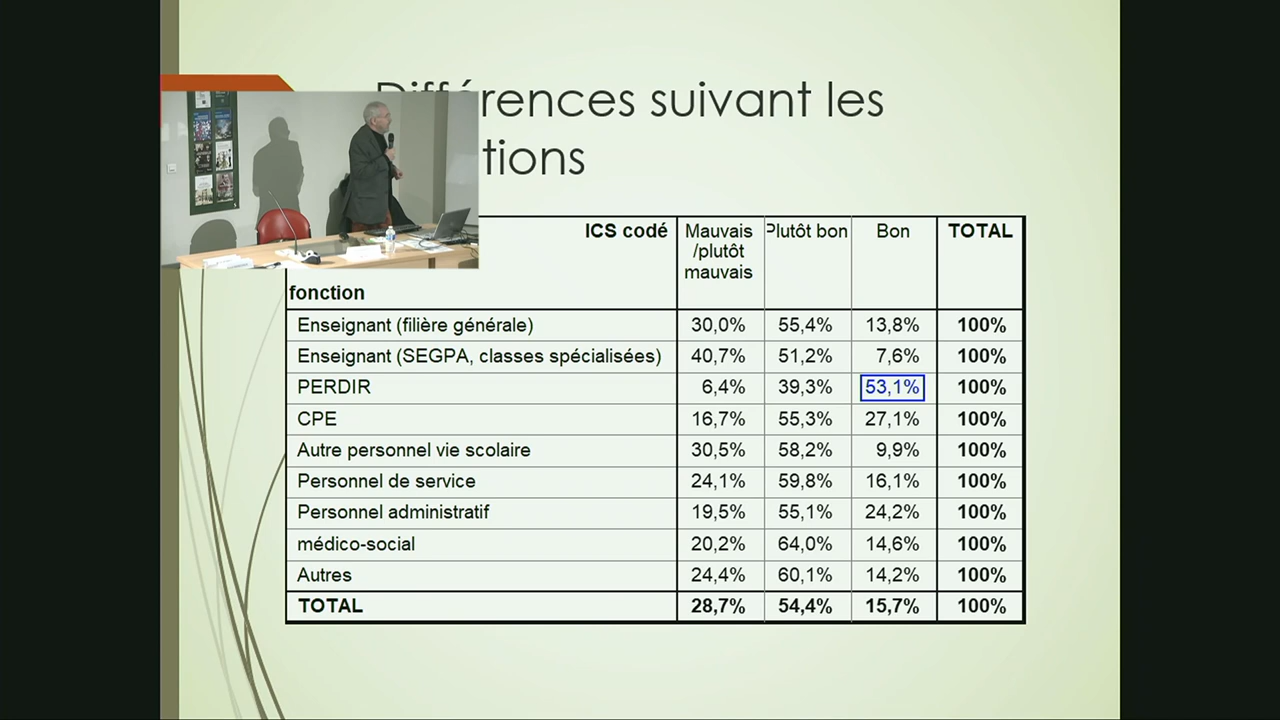 rences suivant les
tions
ICS codé Mauvais /plutôt mauvais Plutôt bon Bon TOTAL
fonction
Enseignant (filière générale) 30,0% 55,4% 13,8% 100%
Enseignant (SEGPA, classes spécialisées) 40,7% 51,2% 7,6% 100%
PERDIR 6,4% 39,3% 53,1% 100%
CPE 16,7% 55,3% 27,1% 100%
Autre personnel vie scolaire 30,5% 58,2% 9,9% 100%
Personnel de service 24,1% 59,8% 16,1% 100%
Personnel administratif 19,5% 55,1% 24,2% 100%
médico-social 20,2% 64,0% 14,6% 100%
Autres 24,4% 60,1% 14,2% 100%
TOTAL 28,7% 54,4% 15,7% 100%